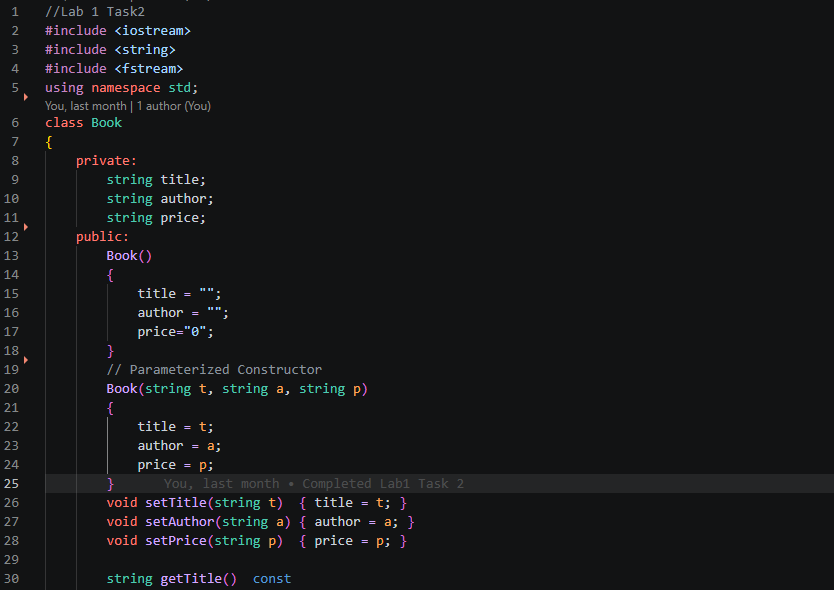 1 //Lab 1 Task2
2 #include <iostream>
3 #include <string>
4 #include <fstream>
5 using namespace std;
You, last month | 1 author (You)
6 class Book
7 {
8     private:
9         string title;
10         string author;
11         string price;
12     public:
13         Book()
14         {
15             title = "";
16             author = "";
17             price="0";
18         }
19         // Parameterized Constructor
20         Book(string t, string a, string p)
21         {
22             title = t;
23             author = a;
24             price = p;
25         }      You, last month • Completed Lab1 Task 2
26         void setTitle(string t)  { title = t; }
27         void setAuthor(string a) { author = a; }
28         void setPrice(string p)  { price = p; }
29
30         string getTitle()  const